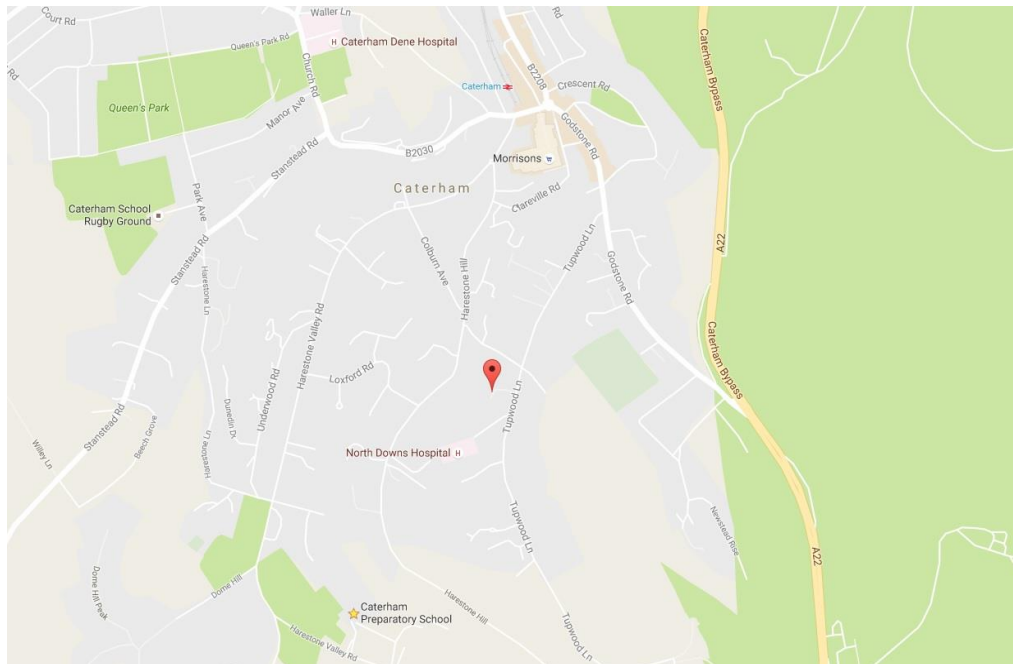 Court Rd
Waller Ln
Rd
Queen's Park Rd
H Caterham Dene Hospital
Church Rd
Caterham
B2208
Crescent Rd
Caterham Bypass
Queen's Park
Manor Ave
Godstone Rd
Stanstead Rd
B2030
Morrisons
Caterham
Clareville Rd
Park Ave
Caterham School
Rugby Ground
Stanstead Rd
Colburn Ave
Tupwood Ln
A22
Harestone Ln
Harestone Hill
Godstone Rd
Harestone Valley Rd
Caterham Bypass
Loxford Rd
Underwood Rd
Tupwood Ln
Stanstead Rd
Dunedin Dr
Beech Grove
Willey Ln
Harestone Ln
North Downs Hospital H
Tupwood Ln
Newstead Rise
A22
Dome Hill Peak
Dome Hill
Caterham
Preparatory School
Harestone Hill
Harestone Valley Rd
Tupwood Ln